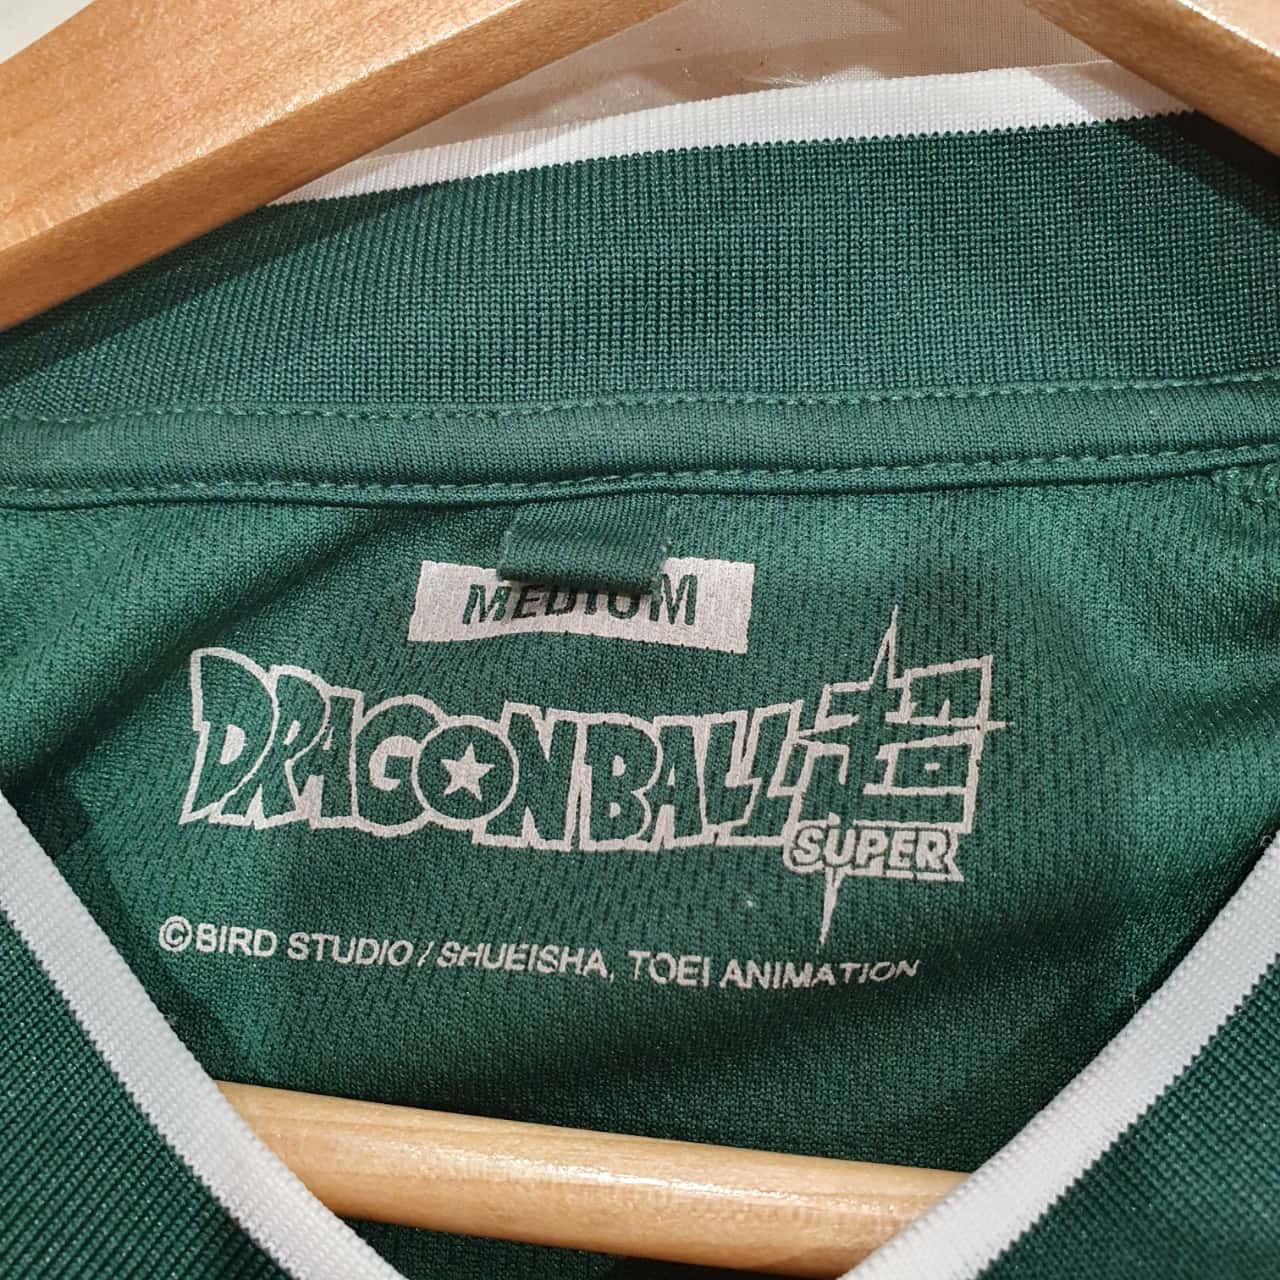 MEDIUM
DRAGONBALL超
SUPER
©BIRD STUDIO / SHUEISHA, TOEI ANIMATION